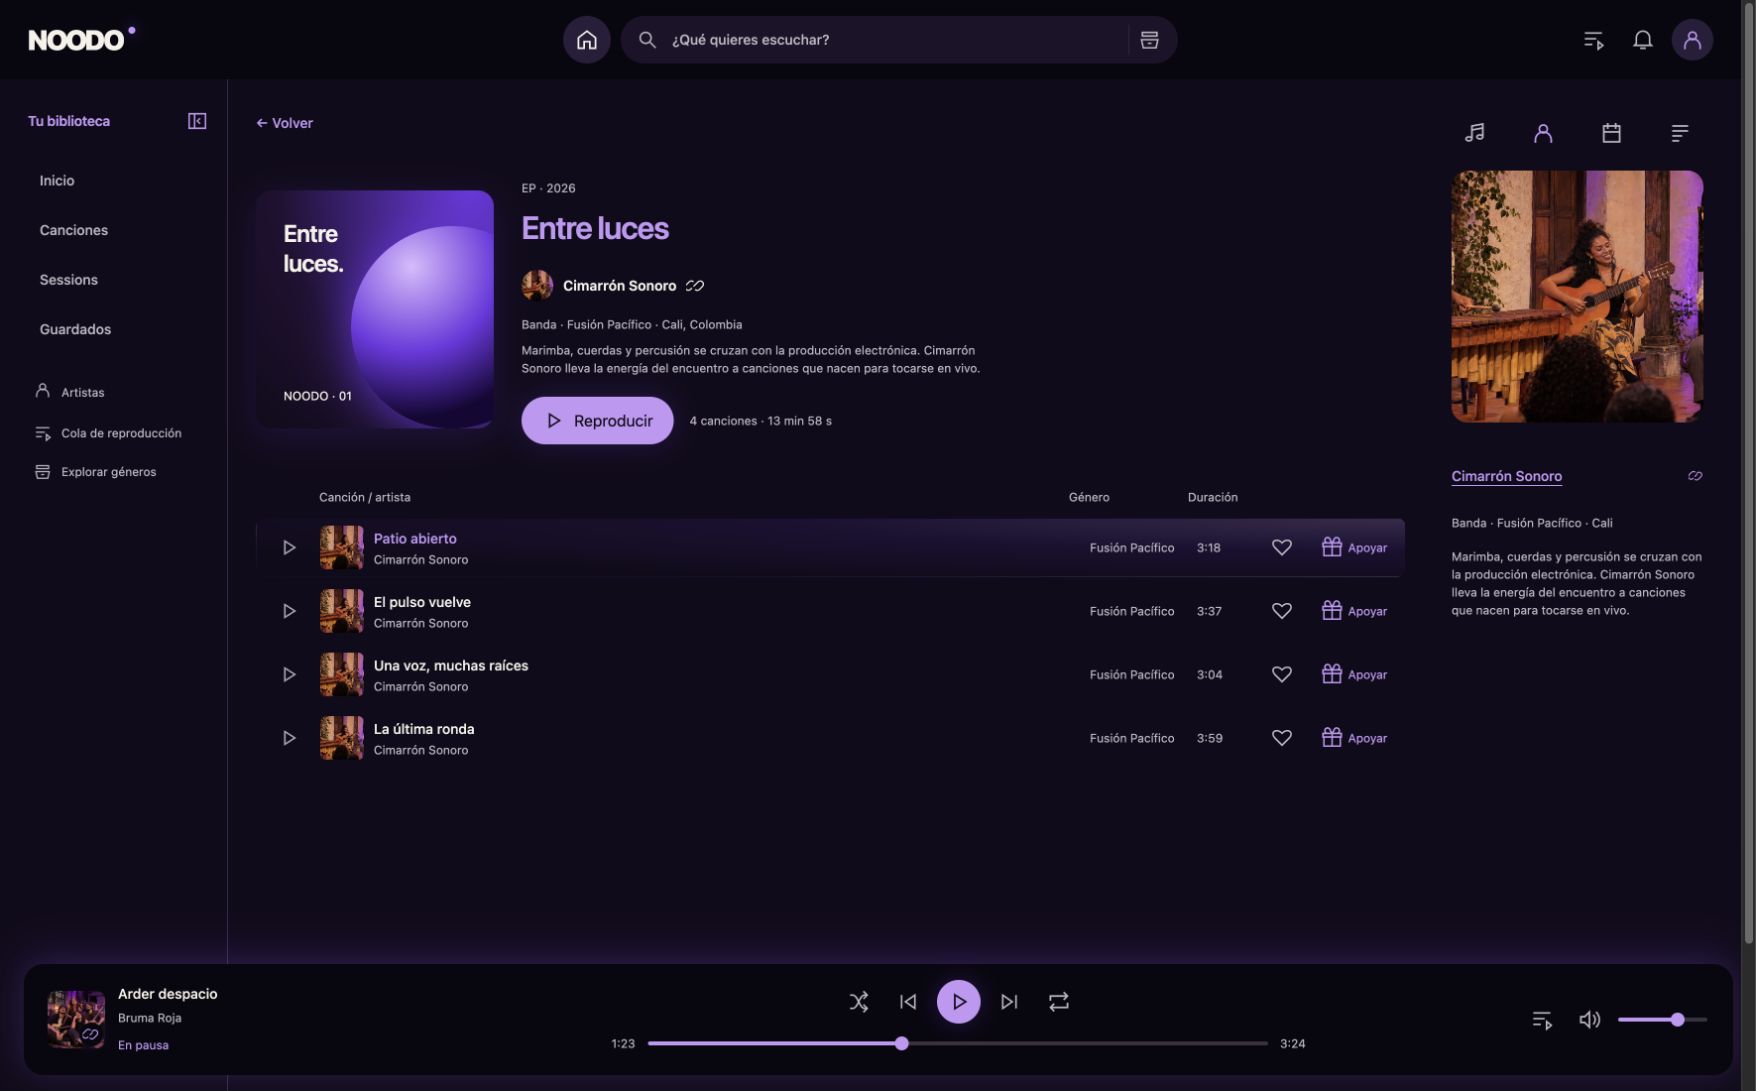 NOODO
¿Qué quieres escuchar?
Tu biblioteca
Inicio
Canciones
Sessions
Guardados
Artistas
Cola de reproducción
Explorar géneros
← Volver
Entre
luces.
NOODO · 01
EP · 2026
Entre luces
Cimarrón Sonoro
Banda · Fusión Pacífico · Cali, Colombia
Marimba, cuerdas y percusión se cruzan con la producción electrónica. Cimarrón
Sonoro lleva la energía del encuentro a canciones que nacen para tocarse en vivo.
Reproducir
4 canciones · 13 min 58 s
Canción / artista Género Duración
Patio abierto
Cimarrón Sonoro
Fusión Pacífico 3:18 Apoyar
El pulso vuelve
Cimarrón Sonoro
Fusión Pacífico 3:37 Apoyar
Una voz, muchas raíces
Cimarrón Sonoro
Fusión Pacífico 3:04 Apoyar
La última ronda
Cimarrón Sonoro
Fusión Pacífico 3:59 Apoyar
Cimarrón Sonoro
Banda · Fusión Pacífico · Cali
Marimba, cuerdas y percusión se cruzan con
la producción electrónica. Cimarrón Sonoro
lleva la energía del encuentro a canciones
que nacen para tocarse en vivo.
Arder despacio
Bruma Roja
En pausa
1:23 3:24